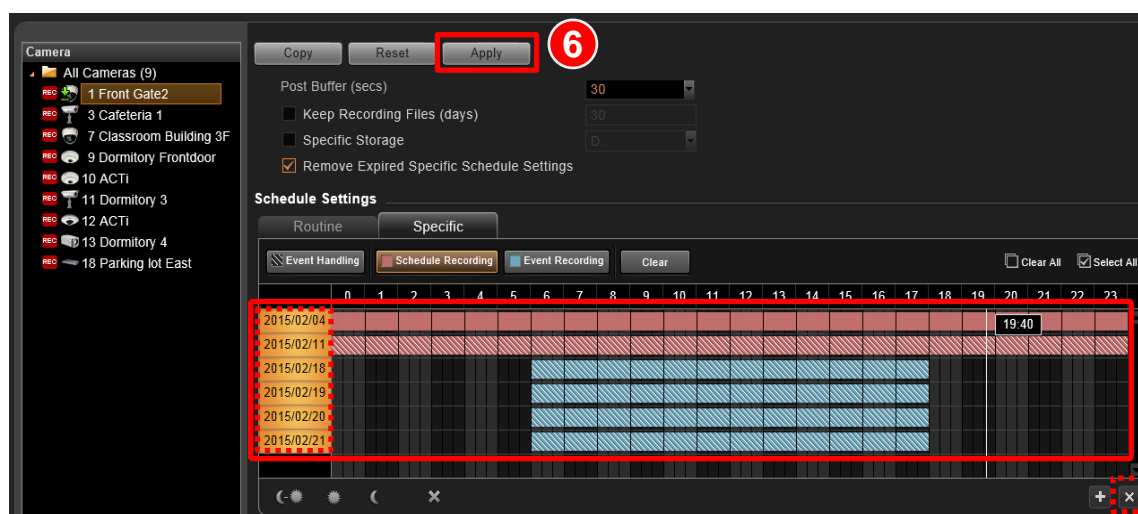 Camera
All Cameras (9)
REC 1 Front Gate2
REC 3 Cafeteria 1
REC 7 Classroom Building 3F
REC 9 Dormitory Frontdoor
REC 10 ACTi
REC 11 Dormitory 3
REC 12 ACTi
REC 13 Dormitory 4
REC 18 Parking lot East
Copy Reset Apply 6
Post Buffer (secs) 30
Keep Recording Files (days) 30
Specific Storage D:
Remove Expired Specific Schedule Settings
Schedule Settings
Routine Specific
Event Handling Schedule Recording Event Recording Clear Clear All Select All
0 1 2 3 4 5 6 7 8 9 10 11 12 13 14 15 16 17 18 19 20 21 22 23
2015/02/04 19:40
2015/02/11
2015/02/18
2015/02/19
2015/02/20
2015/02/21